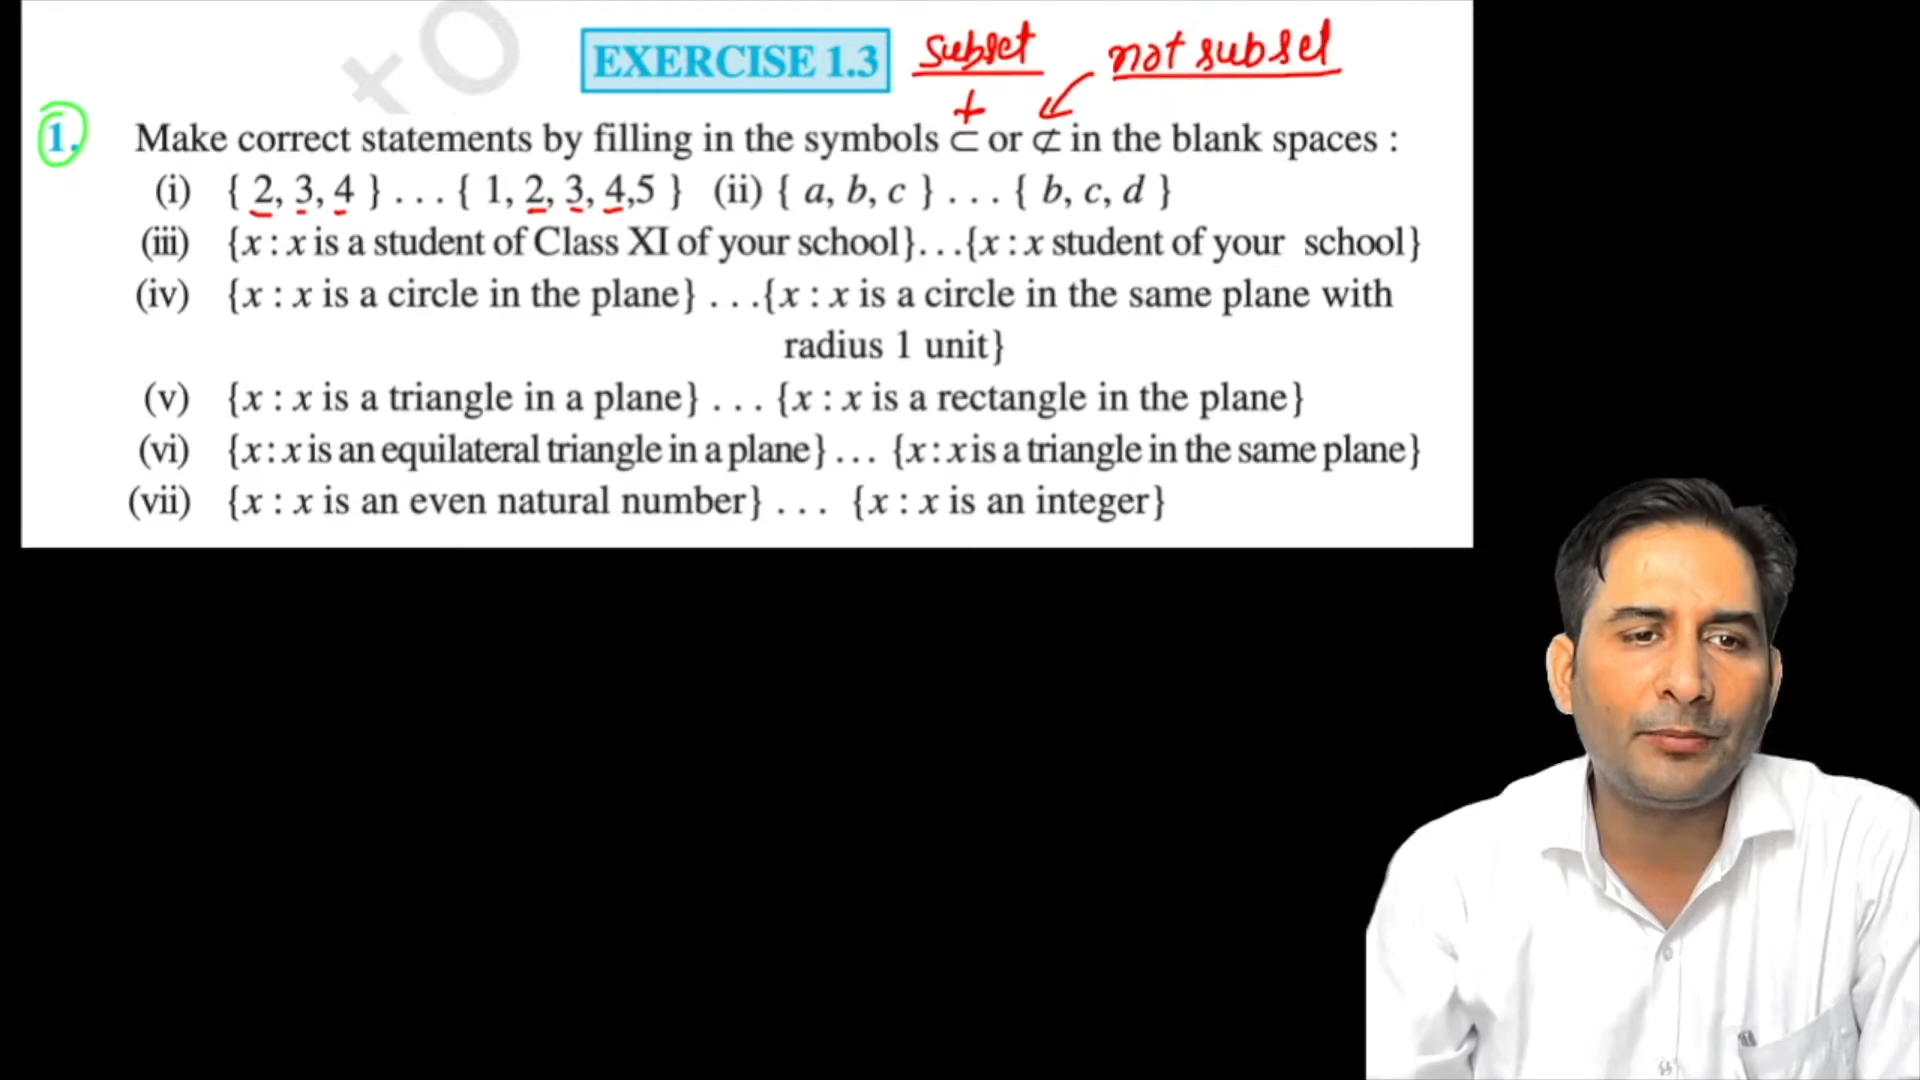 to
EXERCISE 1.3 subset not subset
1. Make correct statements by filling in the symbols ⊂ or ⊄ in the blank spaces :
(i) { 2, 3, 4 } . . . { 1, 2, 3, 4,5 } (ii) { a, b, c } . . . { b, c, d }
(iii) {x : x is a student of Class XI of your school}. . .{x : x student of your school}
(iv) {x : x is a circle in the plane} . . .{x : x is a circle in the same plane with
radius 1 unit}
(v) {x : x is a triangle in a plane} . . . {x : x is a rectangle in the plane}
(vi) {x : x is an equilateral triangle in a plane} . . . {x : x is a triangle in the same plane}
(vii) {x : x is an even natural number} . . . {x : x is an integer}